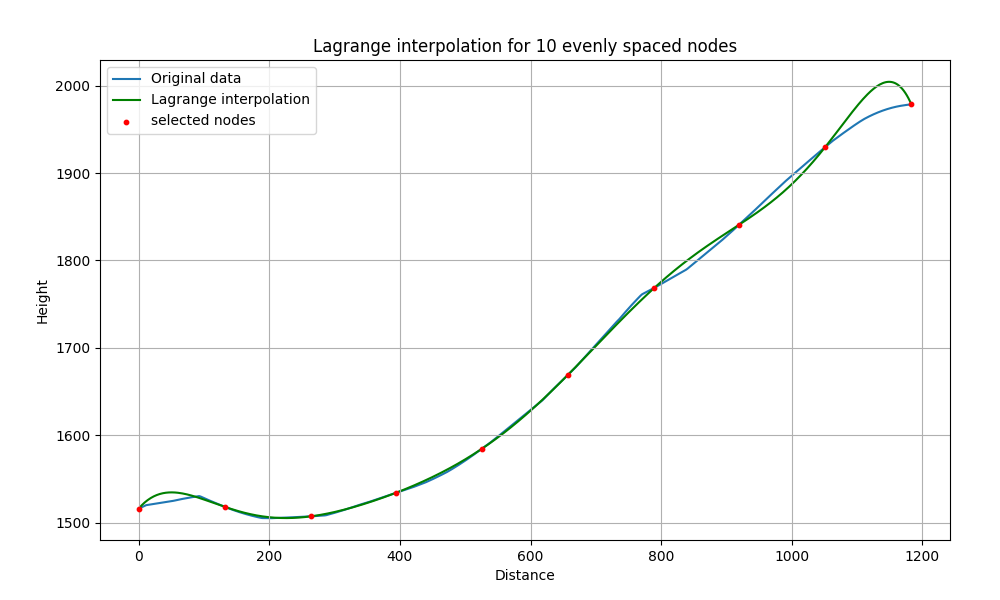 Lagrange interpolation for 10 evenly spaced nodes
Original data
Lagrange interpolation
selected nodes
2000
1900
1800
1700
1600
1500
Height
0
200
400
600
800
1000
1200
Distance